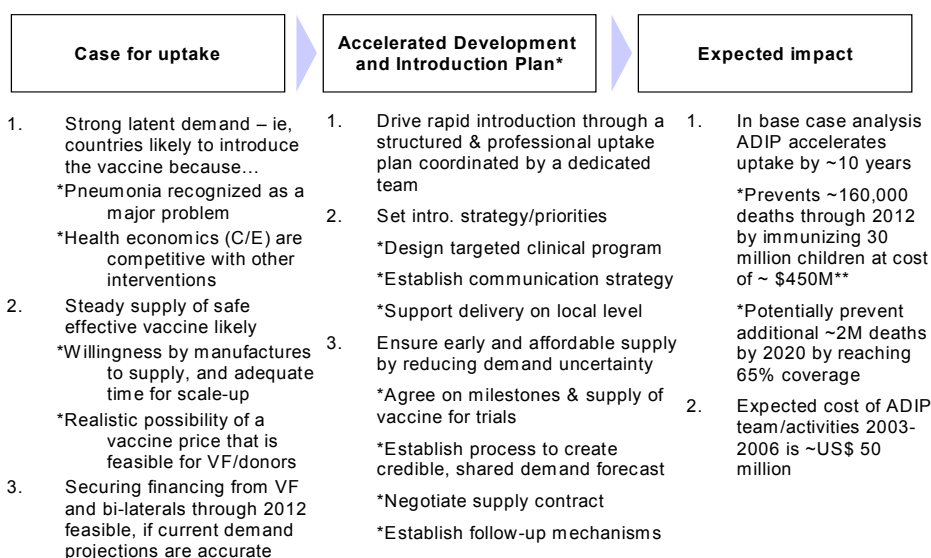 Case for uptake
Accelerated Development
and Introduction Plan*
Expected impact
1. Strong latent demand – ie,
countries likely to introduce
the vaccine because…
*Pneumonia recognized as a
major problem
*Health economics (C/E) are
competitive with other
interventions
2. Steady supply of safe
effective vaccine likely
*Willingness by manufactures
to supply, and adequate
time for scale-up
*Realistic possibility of a
vaccine price that is
feasible for VF/donors
3. Securing financing from VF
and bi-laterals through 2012
feasible, if current demand
projections are accurate
1. Drive rapid introduction through a
structured & professional uptake
plan coordinated by a dedicated
team
2. Set intro. strategy/priorities
*Design targeted clinical program
*Establish communication strategy
*Support delivery on local level
3. Ensure early and affordable supply
by reducing demand uncertainty
*Agree on milestones & supply of
vaccine for trials
*Establish process to create
credible, shared demand forecast
*Negotiate supply contract
*Establish follow-up mechanisms
1. In base case analysis
ADIP accelerates
uptake by ~10 years
*Prevents ~160,000
deaths through 2012
by immunizing 30
million children at cost
of ~ $450M**
*Potentially prevent
additional ~2M deaths
by 2020 by reaching
65% coverage
2. Expected cost of ADIP
team/activities 2003-
2006 is ~US$ 50
million